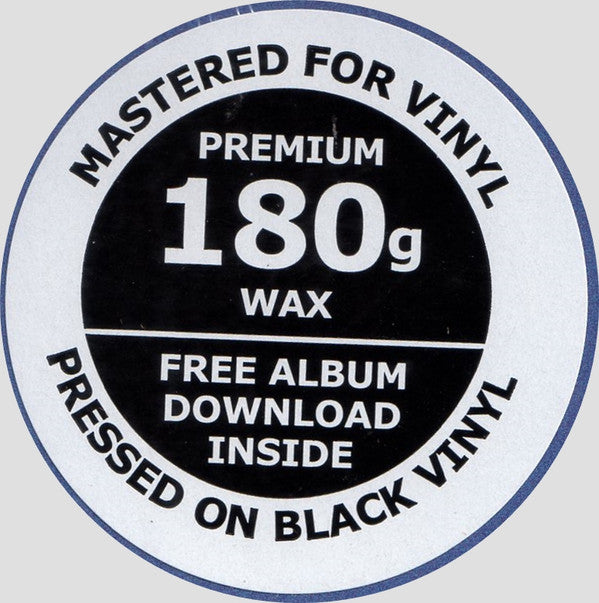 MASTERED FOR VINYL
PREMIUM
180g
WAX
FREE ALBUM
DOWNLOAD
INSIDE
PRESSED ON BLACK VINYL